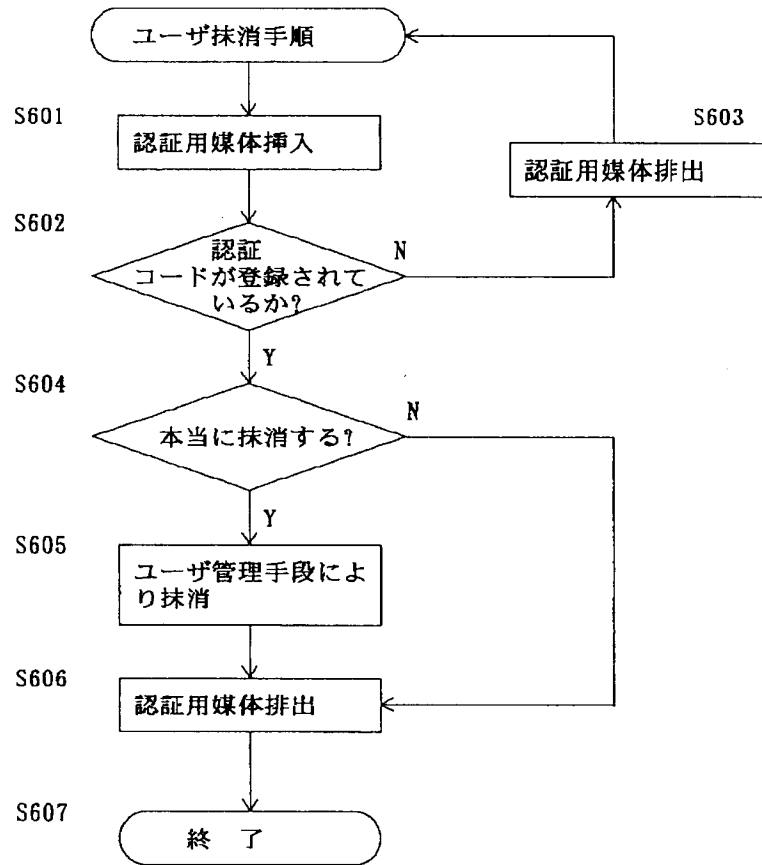 ユーザ抹消手順
S601
認証用媒体挿入
S603
認証用媒体排出
S602
認証
コードが登録されて
いるか?
N
Y
S604
本当に抹消する?
N
Y
S605
ユーザ管理手段によ
り抹消
S606
認証用媒体排出
S607
終 了